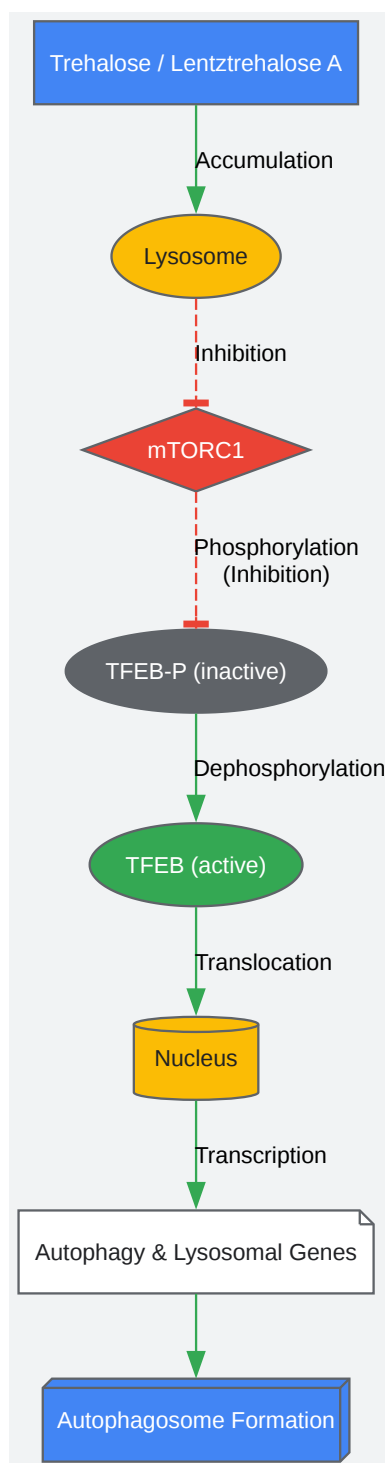 Trehalose / Lentztrehalose A
Accumulation
Lysosome
Inhibition
mTORC1
Phosphorylation
(Inhibition)
TFEB-P (inactive)
Dephosphorylation
TFEB (active)
Translocation
Nucleus
Transcription
Autophagy & Lysosomal Genes
Autophagosome Formation